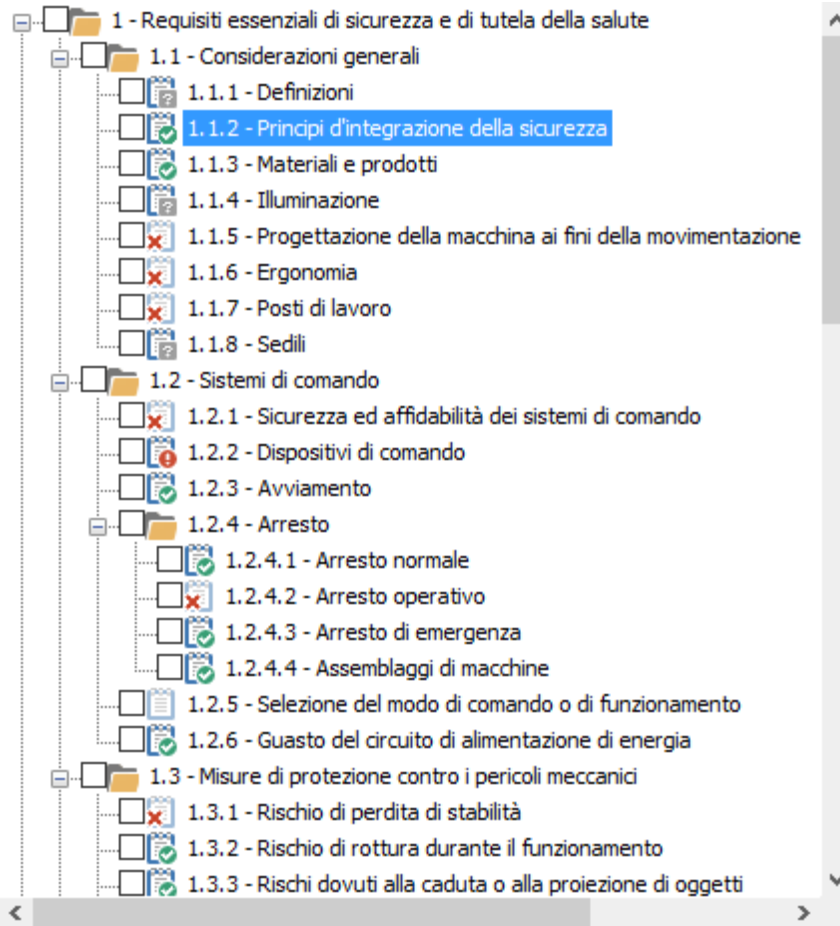 1 - Requisiti essenziali di sicurezza e di tutela della salute
1.1 - Considerazioni generali
1.1.1 - Definizioni
1.1.2 - Principi d'integrazione della sicurezza
1.1.3 - Materiali e prodotti
1.1.4 - Illuminazione
1.1.5 - Progettazione della macchina ai fini della movimentazione
1.1.6 - Ergonomia
1.1.7 - Posti di lavoro
1.1.8 - Sedili
1.2 - Sistemi di comando
1.2.1 - Sicurezza ed affidabilità dei sistemi di comando
1.2.2 - Dispositivi di comando
1.2.3 - Avviamento
1.2.4 - Arresto
1.2.4.1 - Arresto normale
1.2.4.2 - Arresto operativo
1.2.4.3 - Arresto di emergenza
1.2.4.4 - Assemblaggi di macchine
1.2.5 - Selezione del modo di comando o di funzionamento
1.2.6 - Guasto del circuito di alimentazione di energia
1.3 - Misure di protezione contro i pericoli meccanici
1.3.1 - Rischio di perdita di stabilità
1.3.2 - Rischio di rottura durante il funzionamento
1.3.3 - Rischi dovuti alla caduta o alla proiezione di oggetti